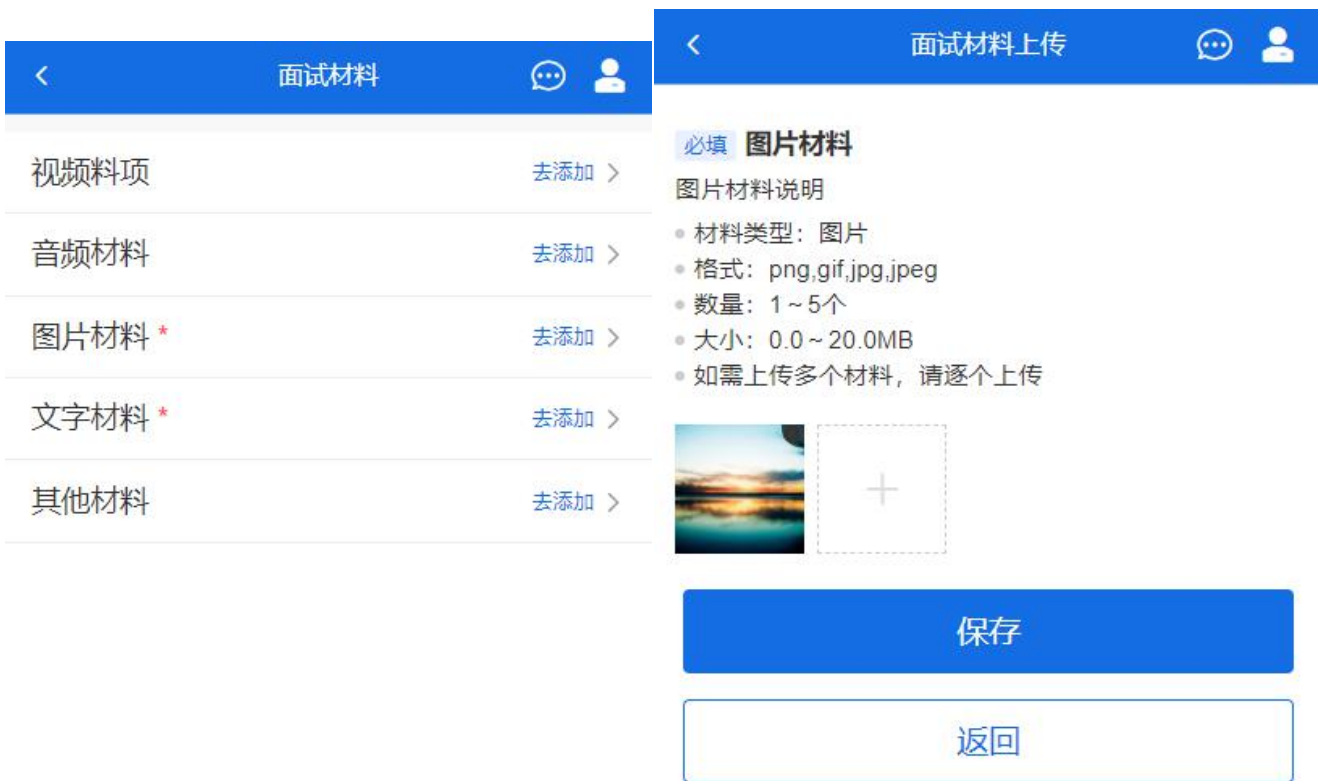 面试材料
视频料项
去添加
音频材料
去添加
图片材料 *
去添加
文字材料 *
去添加
其他材料
去添加
面试材料上传
必填 图片材料
图片材料说明
材料类型：图片
格式：png,gif,jpg,jpeg
数量：1~5个
大小：0.0~20.0MB
如需上传多个材料，请逐个上传
保存
返回